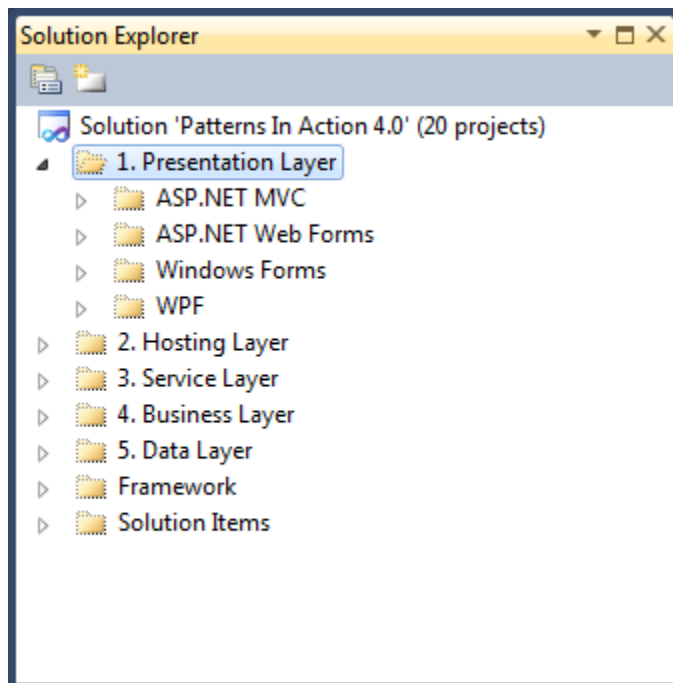 Solution Explorer
Solution 'Patterns In Action 4.0' (20 projects)
1. Presentation Layer
ASP.NET MVC
ASP.NET Web Forms
Windows Forms
WPF
2. Hosting Layer
3. Service Layer
4. Business Layer
5. Data Layer
Framework
Solution Items